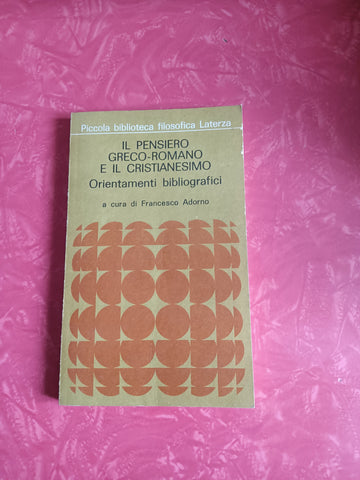 Piccola biblioteca filosofica Laterza
IL PENSIERO
GRECO-ROMANO
E IL CRISTIANESIMO
Orientamenti bibliografici
a cura di Francesco Adorno